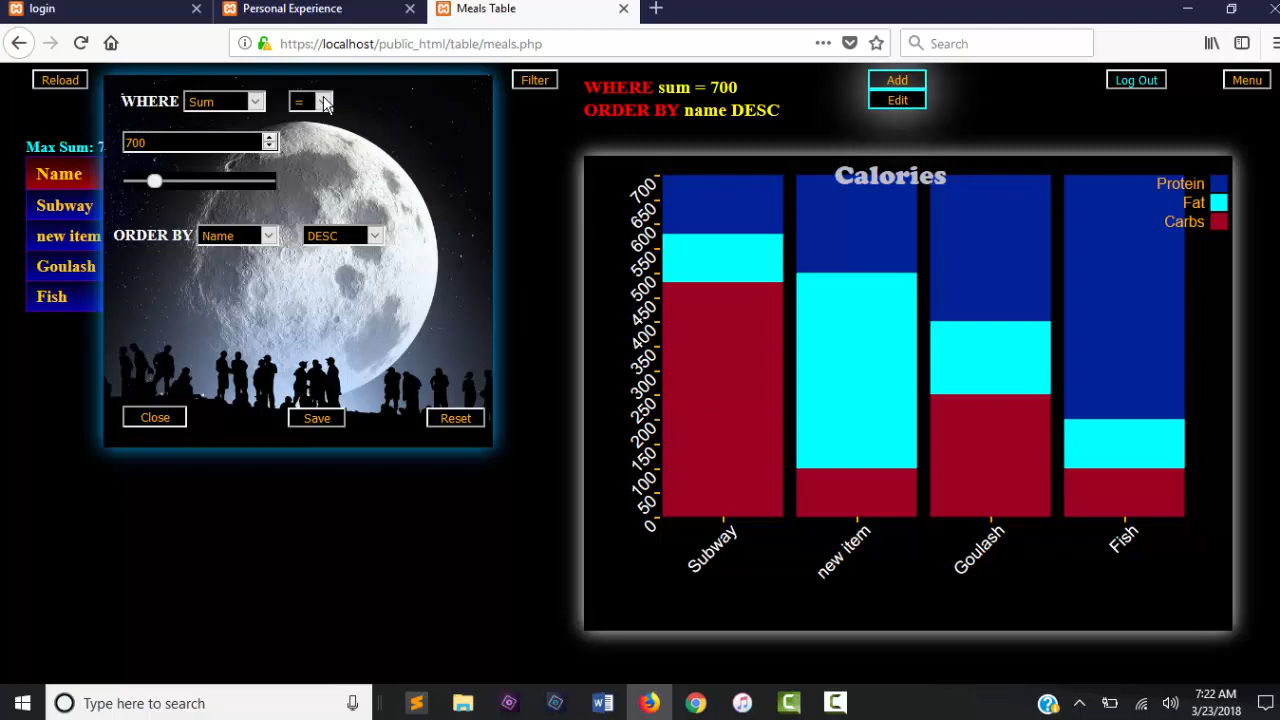 login
Personal Experience
Meals Table
https://localhost/public_html/table/meals.php
Search
Reload
Filter
Add
Edit
Log Out
Menu
WHERE sum = 700
ORDER BY name DESC
WHERE Sum =
700
ORDER BY Name DESC
Close
Save
Reset
Max Sum: 7
Name
Subway
new item
Goulash
Fish
Calories
Protein
Fat
Carbs
700
650
600
550
500
450
400
350
300
250
200
150
100
50
0
Subway
new item
Goulash
Fish
Type here to search
7:22 AM
3/23/2018